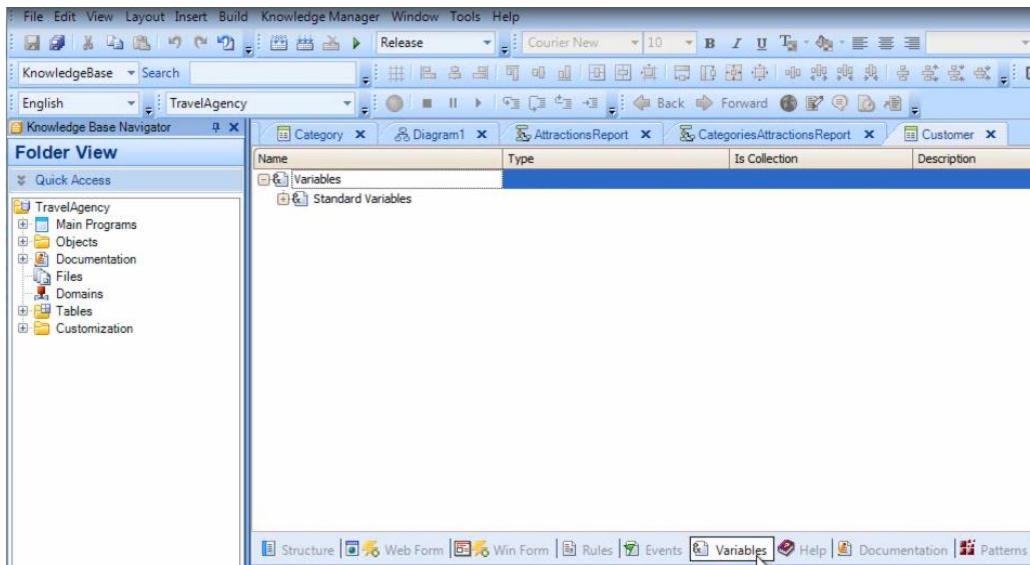 File Edit View Layout Insert Build Knowledge Manager Window Tools Help
Release Courier New 10 B I U
KnowledgeBase Search
English TravelAgency Back Forward
Knowledge Base Navigator
Category Diagram1 AttractionsReport CategoriesAttractionsReport Customer
Folder View
Name Type Is Collection Description
Quick Access
Variables
Standard Variables
TravelAgency
Main Programs
Objects
Documentation
Files
Domains
Tables
Customization
Structure Web Form Win Form Rules Events Variables Help Documentation Patterns